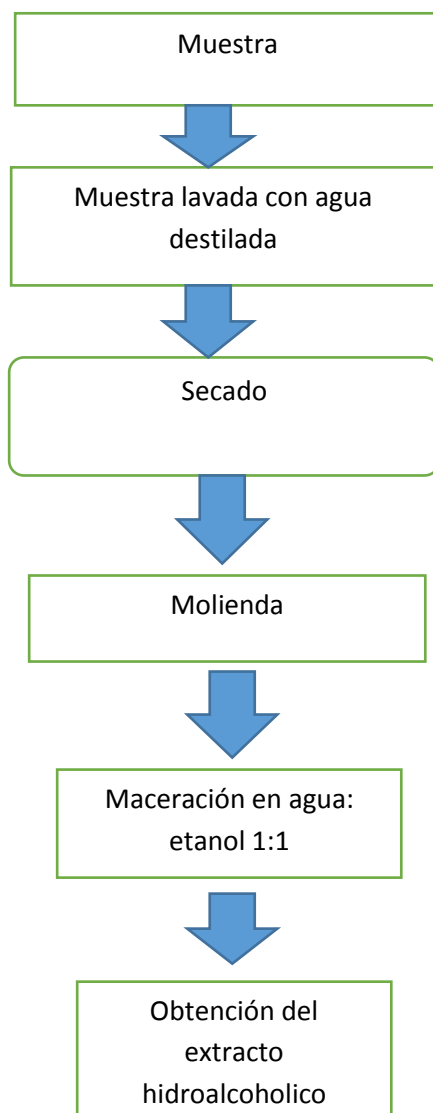 Muestra
Muestra lavada con agua
destilada
Secado
Molienda
Maceración en agua:
etanol 1:1
Obtención del
extracto
hidroalcoholico